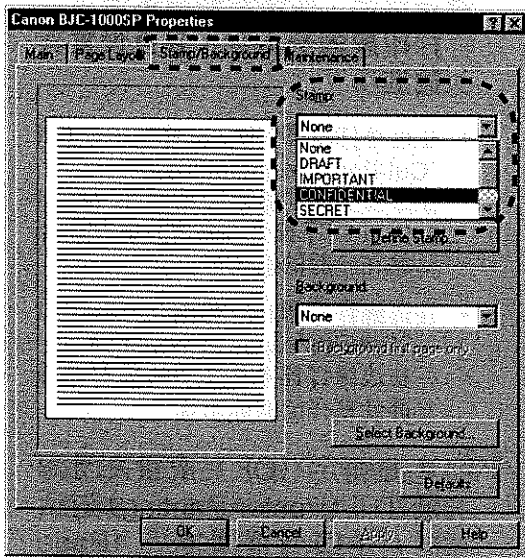 Canon BJC-1000SP Properties
Main Page Layout Stamp/Background Maintenance
Stamp:
None
None
DRAFT
IMPORTANT
CONFIDENTIAL
SECRET
Define Stamp...
Background:
None
Background first page only
Select Background...
Defaults
OK Cancel Apply Help